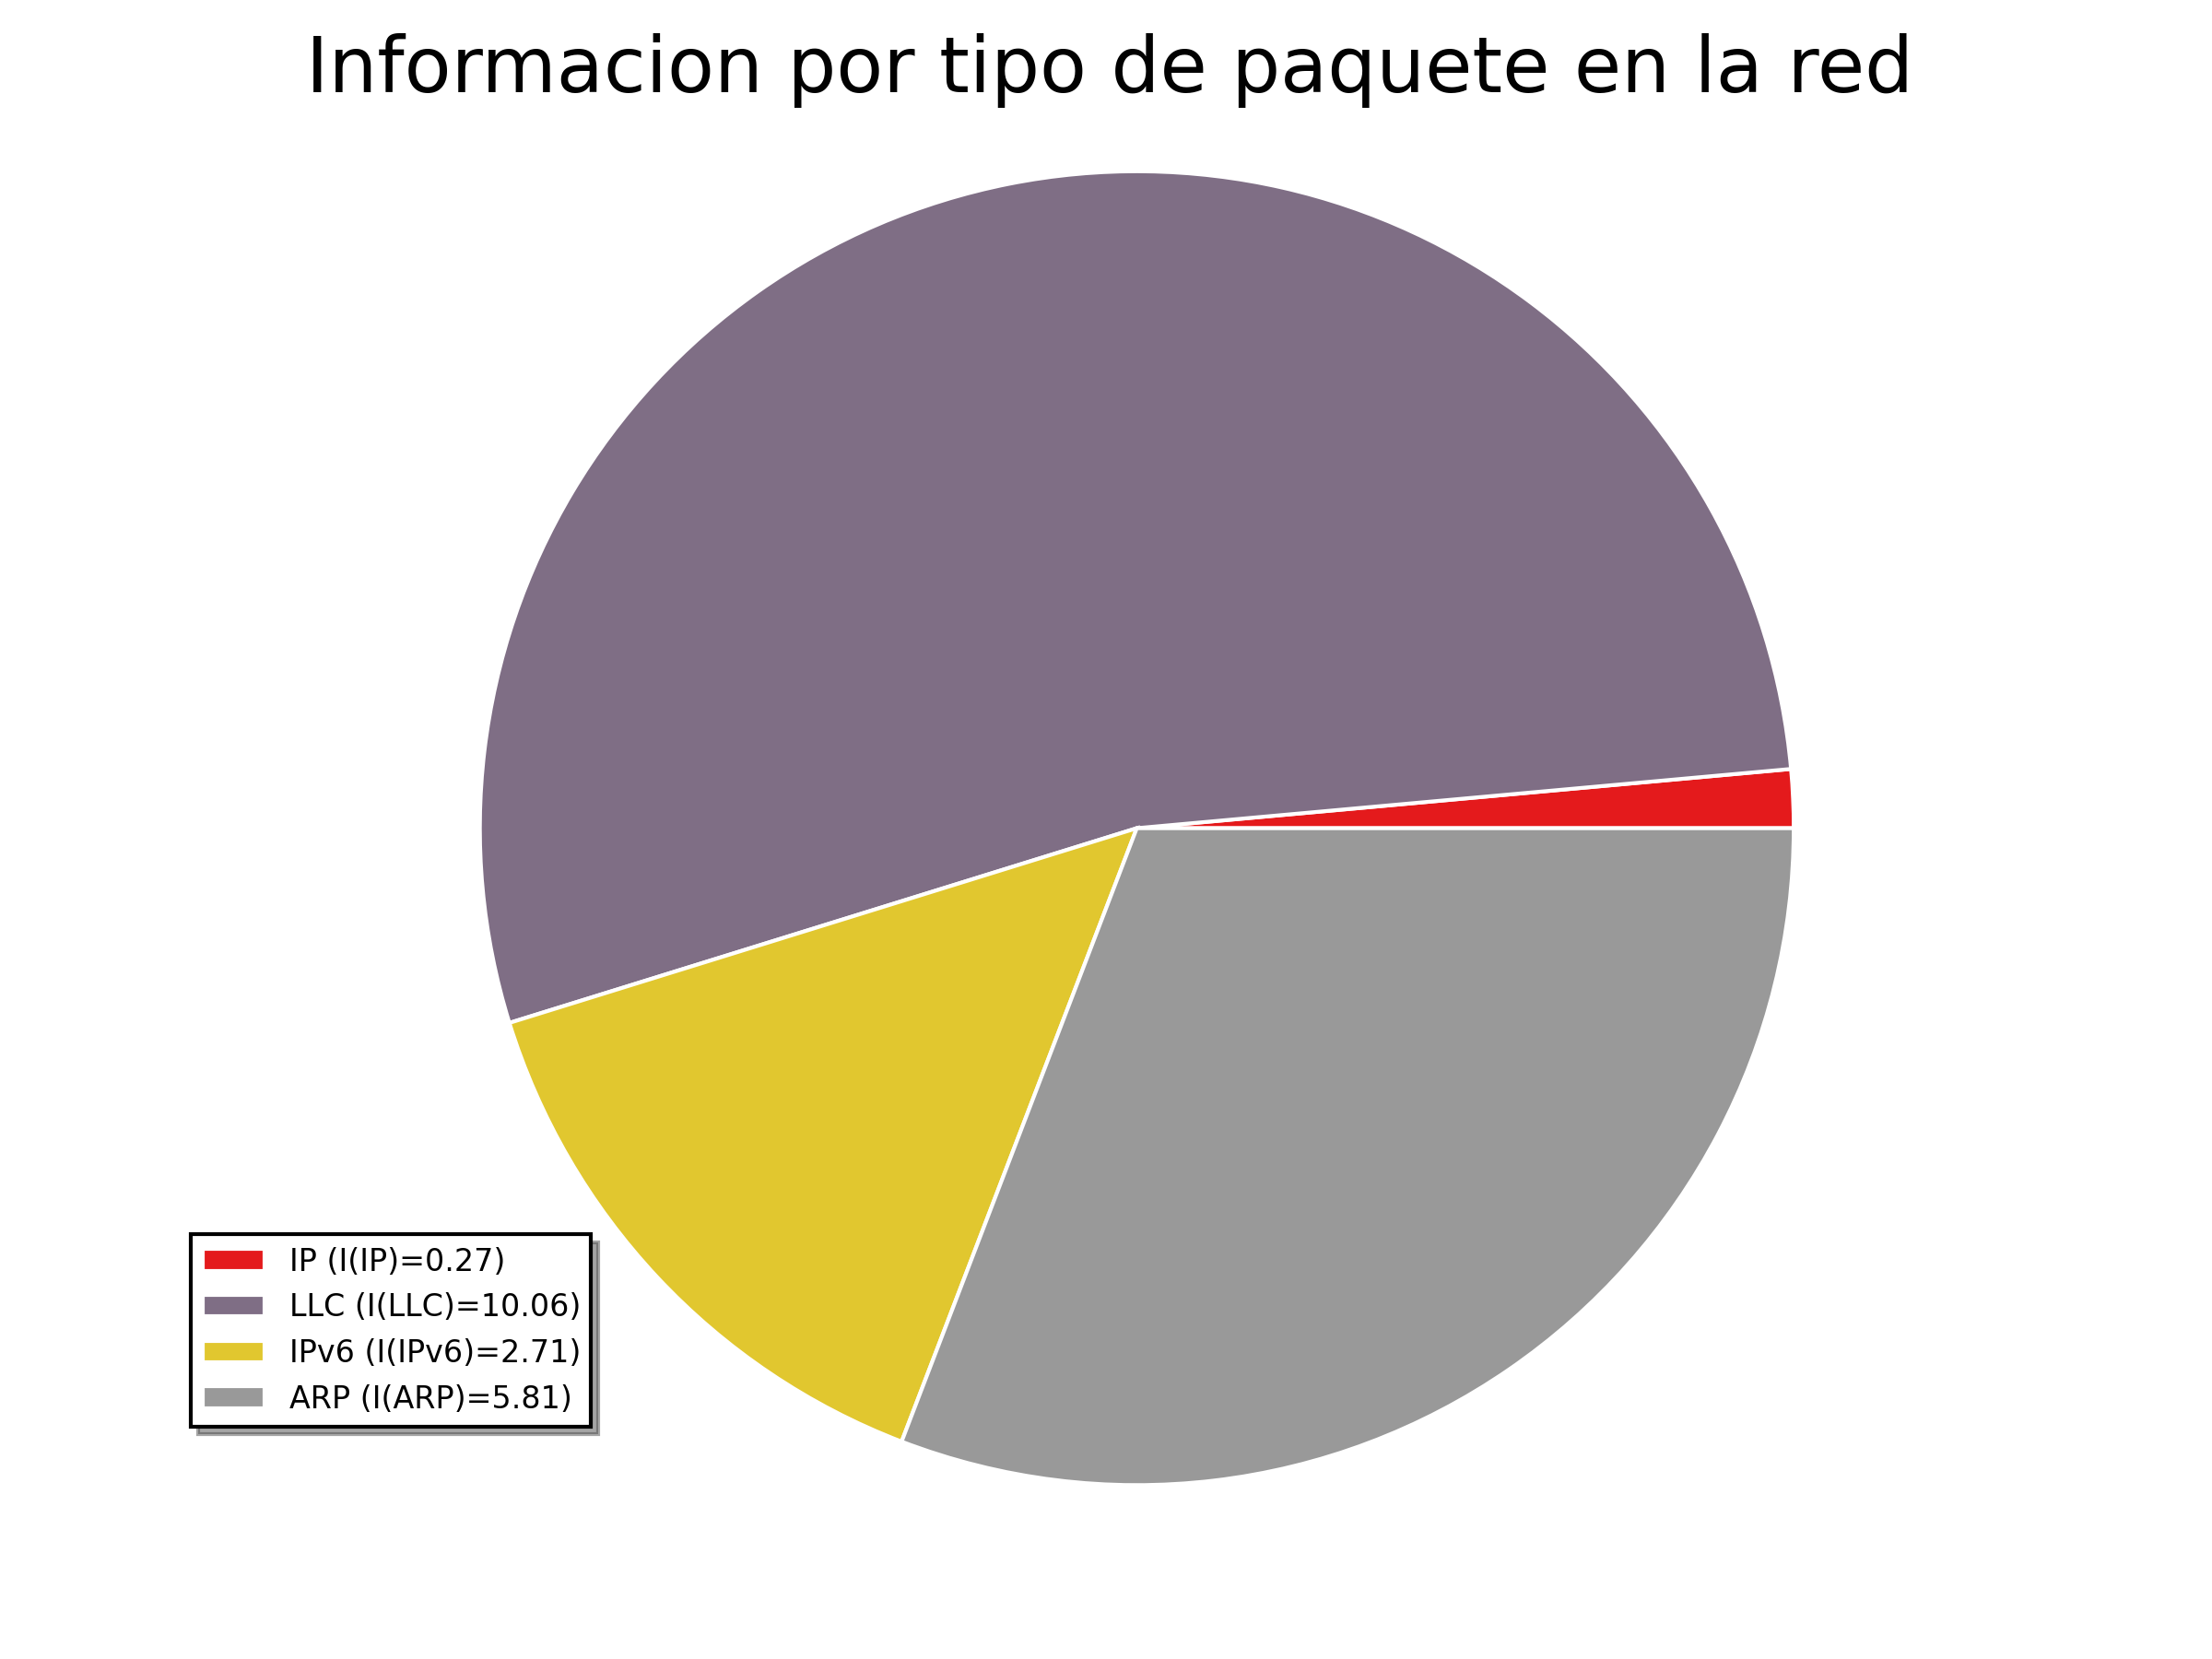 Informacion por tipo de paquete en la red
IP (I(IP)=0.27)
LLC (I(LLC)=10.06)
IPv6 (I(IPv6)=2.71)
ARP (I(ARP)=5.81)